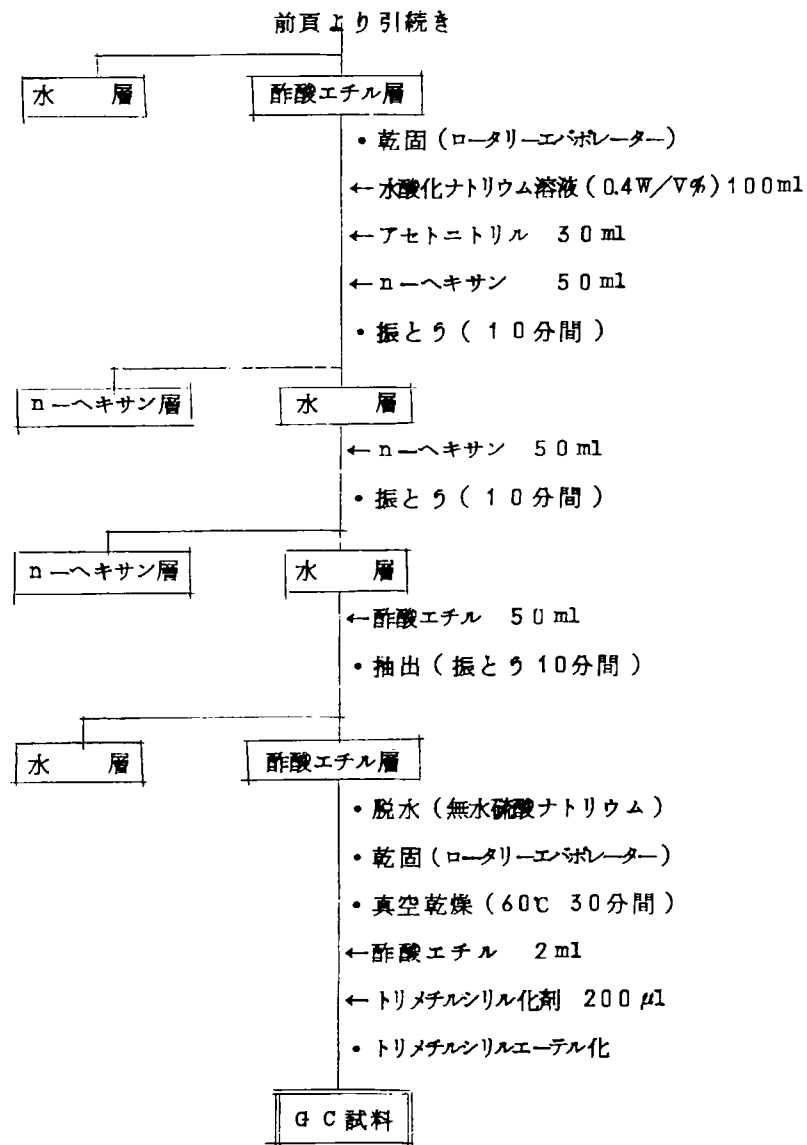 前頁より引続き
水　　層　酢酸エチル層
・乾固(ロータリーエバポレーター)
←水酸化ナトリウム溶液(0.4W/V%)100ml
←アセトニトリル 30ml
←n-ヘキサン 50ml
・振とう(10分間)
n-ヘキサン層　水　　層
←n-ヘキサン 50ml
・振とう(10分間)
n-ヘキサン層　水　　層
←酢酸エチル 50ml
・抽出(振とう10分間)
水　　層　酢酸エチル層
・脱水(無水硫酸ナトリウム)
・乾固(ロータリーエバポレーター)
・真空乾燥(60℃ 30分間)
←酢酸エチル 2ml
←トリメチルシリル化剤 200μl
・トリメチルシリルエーテル化
GC試料